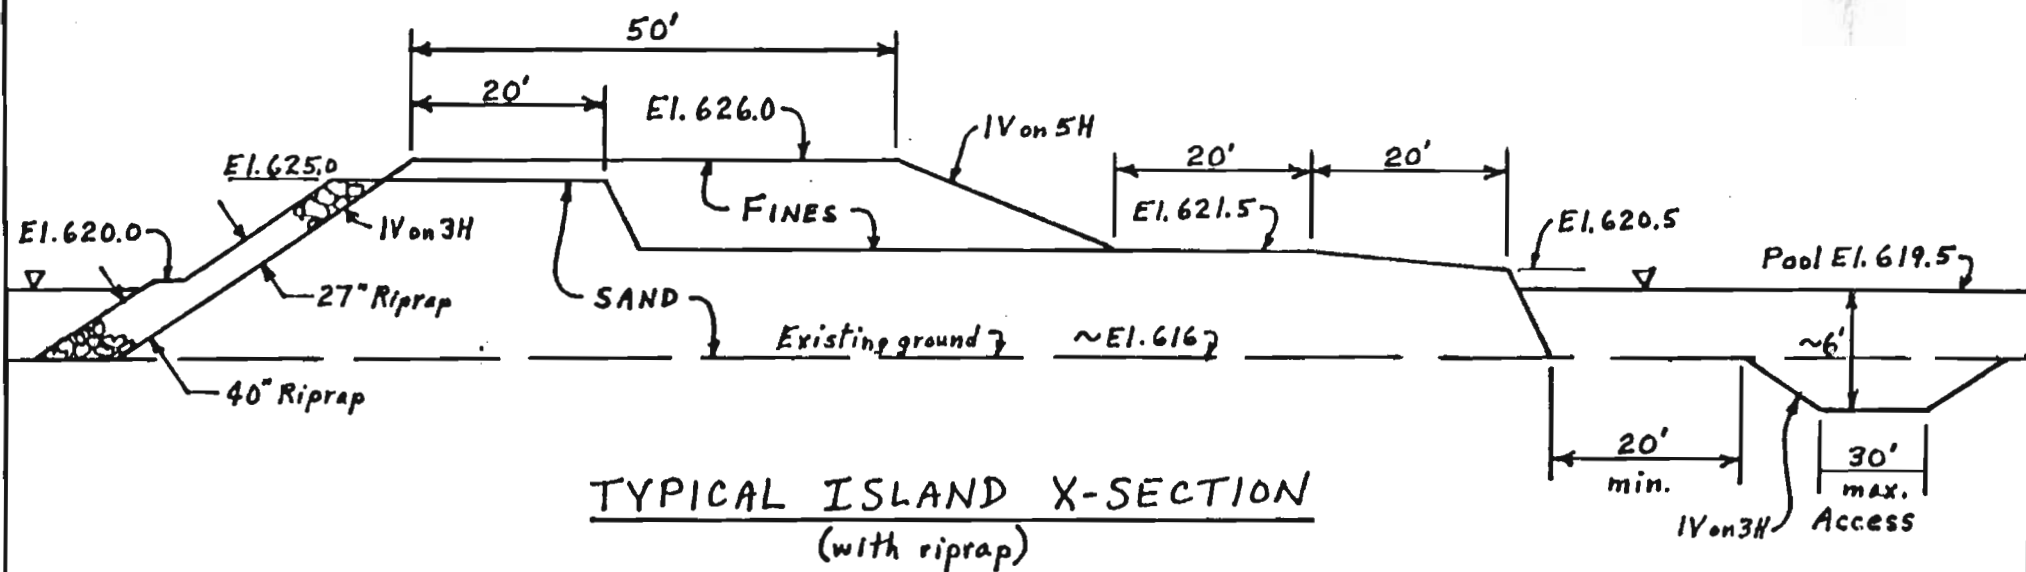 50'
20'
El. 626.0
1V on 5H
El. 625.0
20'
20'
FINES
El. 621.5
El. 620.5
El. 620.0
1V on 3H
Pool El. 619.5
27" Riprap
SAND
Existing ground
~El. 616
~6'
40" Riprap
20'
min.
30'
max.
Access
1V on 3H
TYPICAL ISLAND X-SECTION
(with riprap)